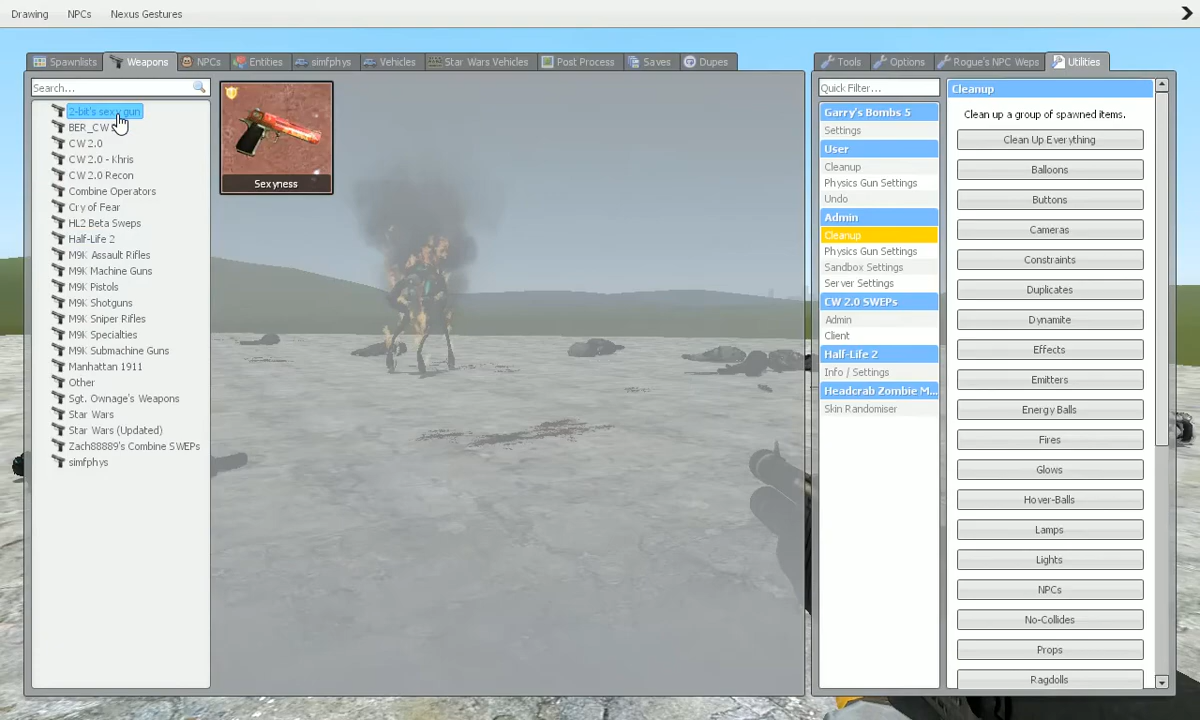 Drawing NPCs Nexus Gestures
Spawnlists Weapons NPCs Entities simfphys Vehicles Star Wars Vehicles Post Process Saves Dupes
Search...
2-bit's sexy gun
BER_CW
CW 2.0
CW 2.0 - Khris
CW 2.0 Recon
Combine Operators
Cry of Fear
HL2 Beta Sweps
Half-Life 2
M9K Assault Rifles
M9K Machine Guns
M9K Pistols
M9K Shotguns
M9K Sniper Rifles
M9K Specialties
M9K Submachine Guns
Manhattan 1911
Other
Sgt. Ownage's Weapons
Star Wars
Star Wars (Updated)
Zach88889's Combine SWEPs
simfphys
Sexyness
Tools Options Rogue's NPC Weps Utilities
Quick Filter...
Garry's Bombs 5
Settings
User
Cleanup
Physics Gun Settings
Undo
Admin
Cleanup
Physics Gun Settings
Sandbox Settings
Server Settings
CW 2.0 SWEPs
Admin
Client
Half-Life 2
Info / Settings
Headcrab Zombie M...
Skin Randomiser
Cleanup
Clean up a group of spawned items.
Clean Up Everything
Balloons
Buttons
Cameras
Constraints
Duplicates
Dynamite
Effects
Emitters
Energy Balls
Fires
Glows
Hover-Balls
Lamps
Lights
NPCs
No-Collides
Props
Ragdolls